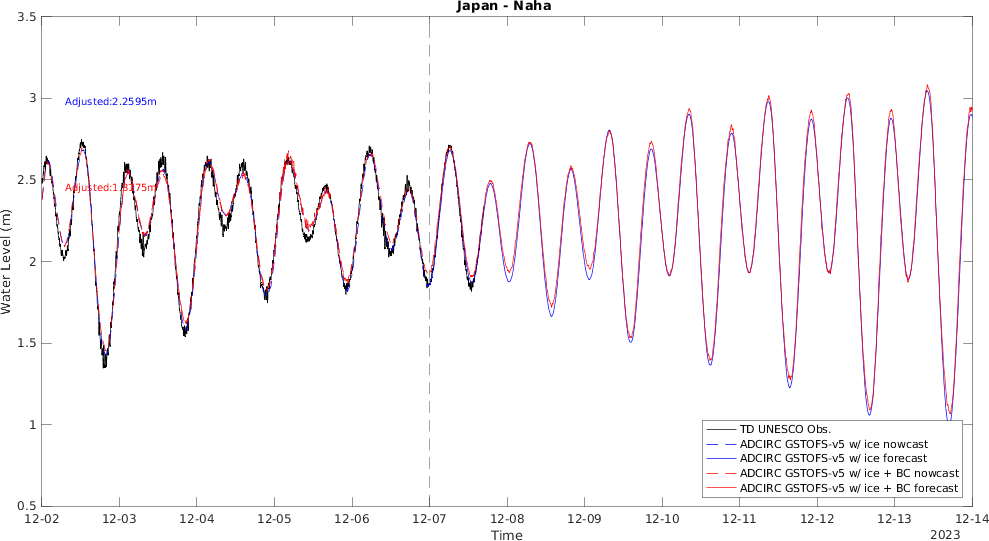 Japan - Naha
3.5
3
2.5
2
1.5
1
0.5
Water Level (m)
Adjusted:2.2595m
TD UNESCO Obs.
ADCIRC GSTOFS-v5 w/ ice nowcast
ADCIRC GSTOFS-v5 w/ ice forecast
ADCIRC GSTOFS-v5 w/ ice + BC nowcast
ADCIRC GSTOFS-v5 w/ ice + BC forecast
12-02 12-03 12-04 12-05 12-06 12-07 12-08 12-09 12-10 12-11 12-12 12-13 12-14
Time
2023